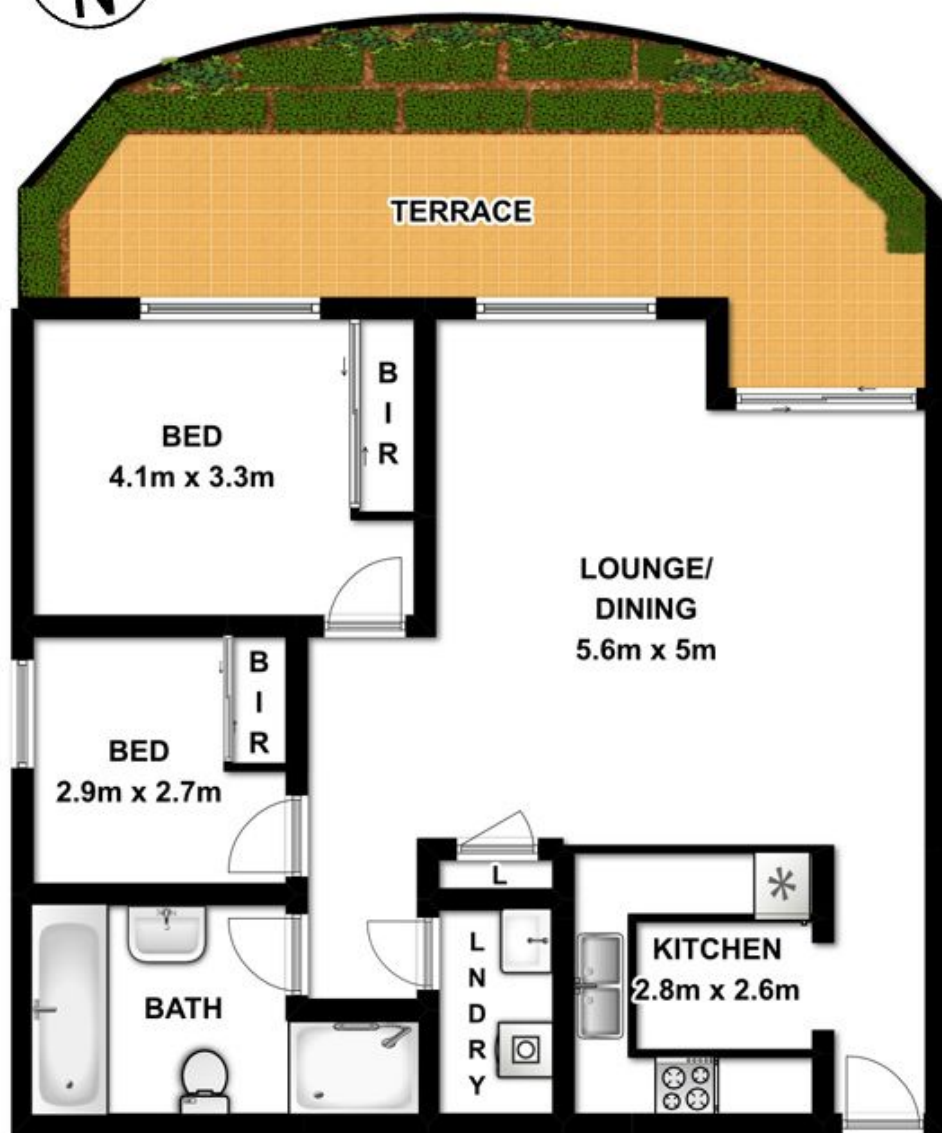 N
TERRACE
B
I
R
BED
4.1m x 3.3m
LOUNGE/
DINING
5.6m x 5m
B
I
R
BED
2.9m x 2.7m
L
L
N
D
R
Y
KITCHEN
2.8m x 2.6m
BATH